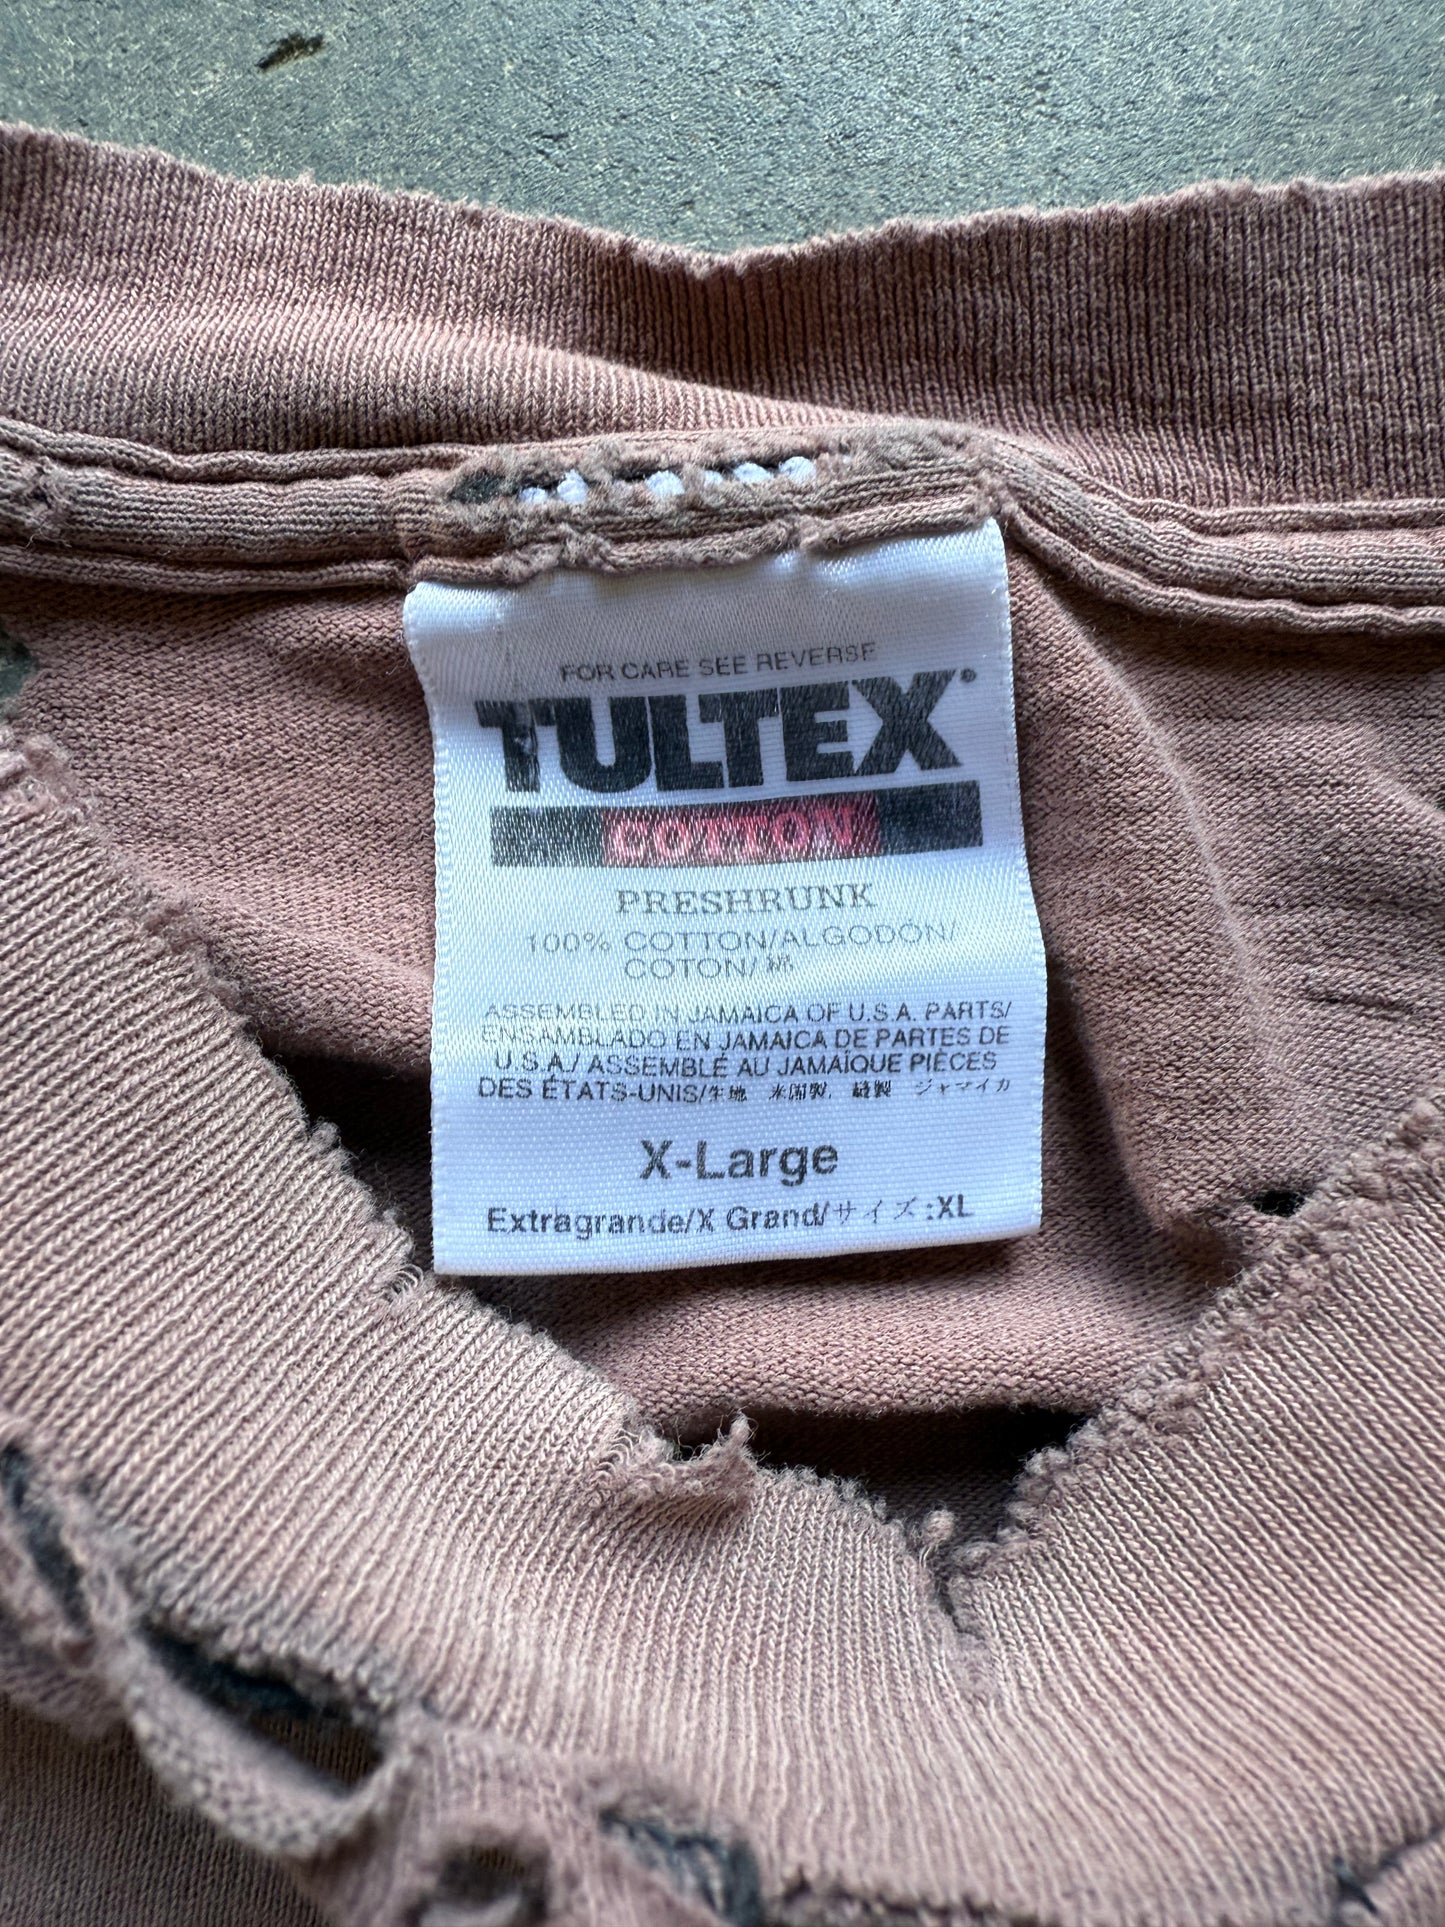 FOR CARE SEE REVERSE
TULTEX®
COTTON
PRESHRUNK
100% COTTON/ALGODÓN/
COTON/綿
ASSEMBLED IN JAMAICA OF U.S.A. PARTS/
ENSAMBLADO EN JAMAICA DE PARTES DE
U.S.A./ASSEMBLÉ AU JAMAÏQUE PIÈCES
DES ÉTATS-UNIS/生地 米国製, 縫製 ジャマイカ
X-Large
Extragrande/X Grand/サイズ:XL